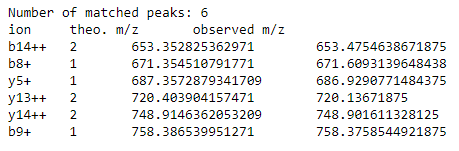 Number of matched peaks: 6
ion theo. m/z observed m/z
b14++ 2 653.352825362971 653.4754638671875
b8+ 1 671.354510791771 671.6093139648438
y5+ 1 687.3572879341709 686.9290771484375
y13++ 2 720.403904157471 720.13671875
y14++ 2 748.9146362053209 748.901611328125
b9+ 1 758.386539951271 758.3758544921875